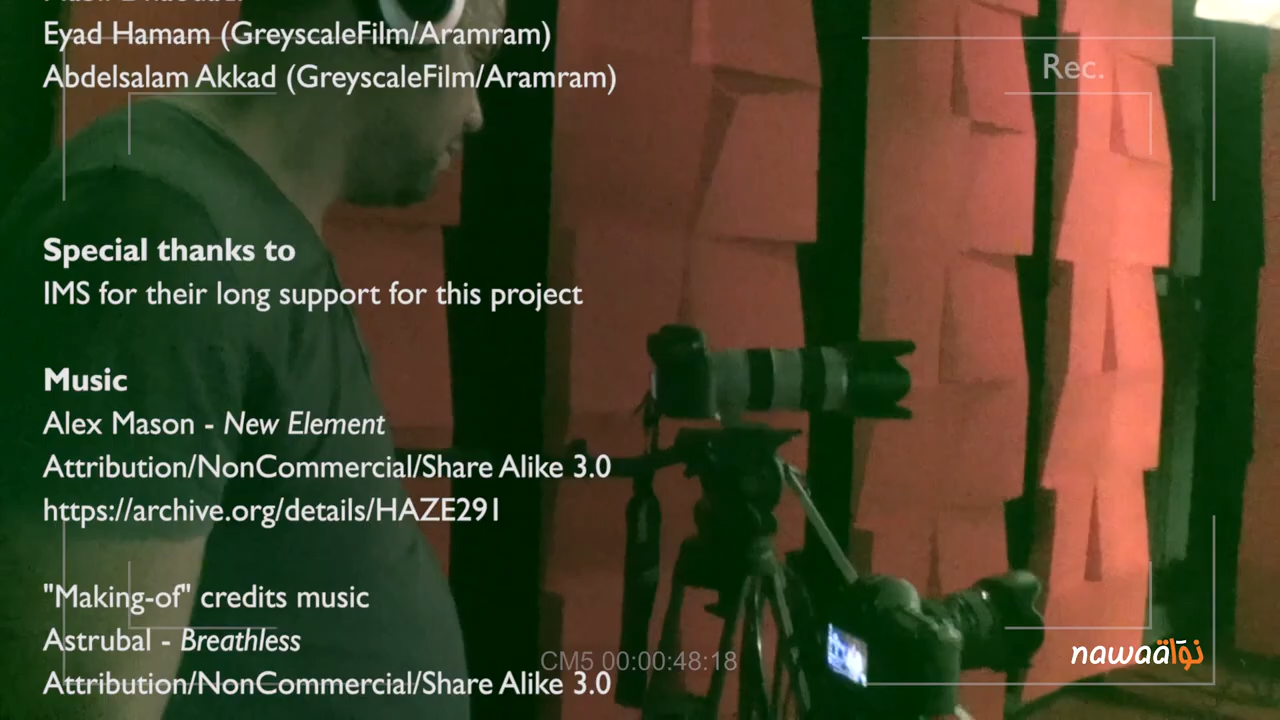 Eyad Hamam (GreyscaleFilm/Aramram)
Abdelsalam Akkad (GreyscaleFilm/Aramram)
Rec.
Special thanks to
IMS for their long support for this project
Music
Alex Mason - New Element
Attribution/NonCommercial/Share Alike 3.0
https://archive.org/details/HAZE291
"Making-of" credits music
Astrubal - Breathless
Attribution/NonCommercial/Share Alike 3.0
CM5 00:00:48:18
nawaaنوّاة